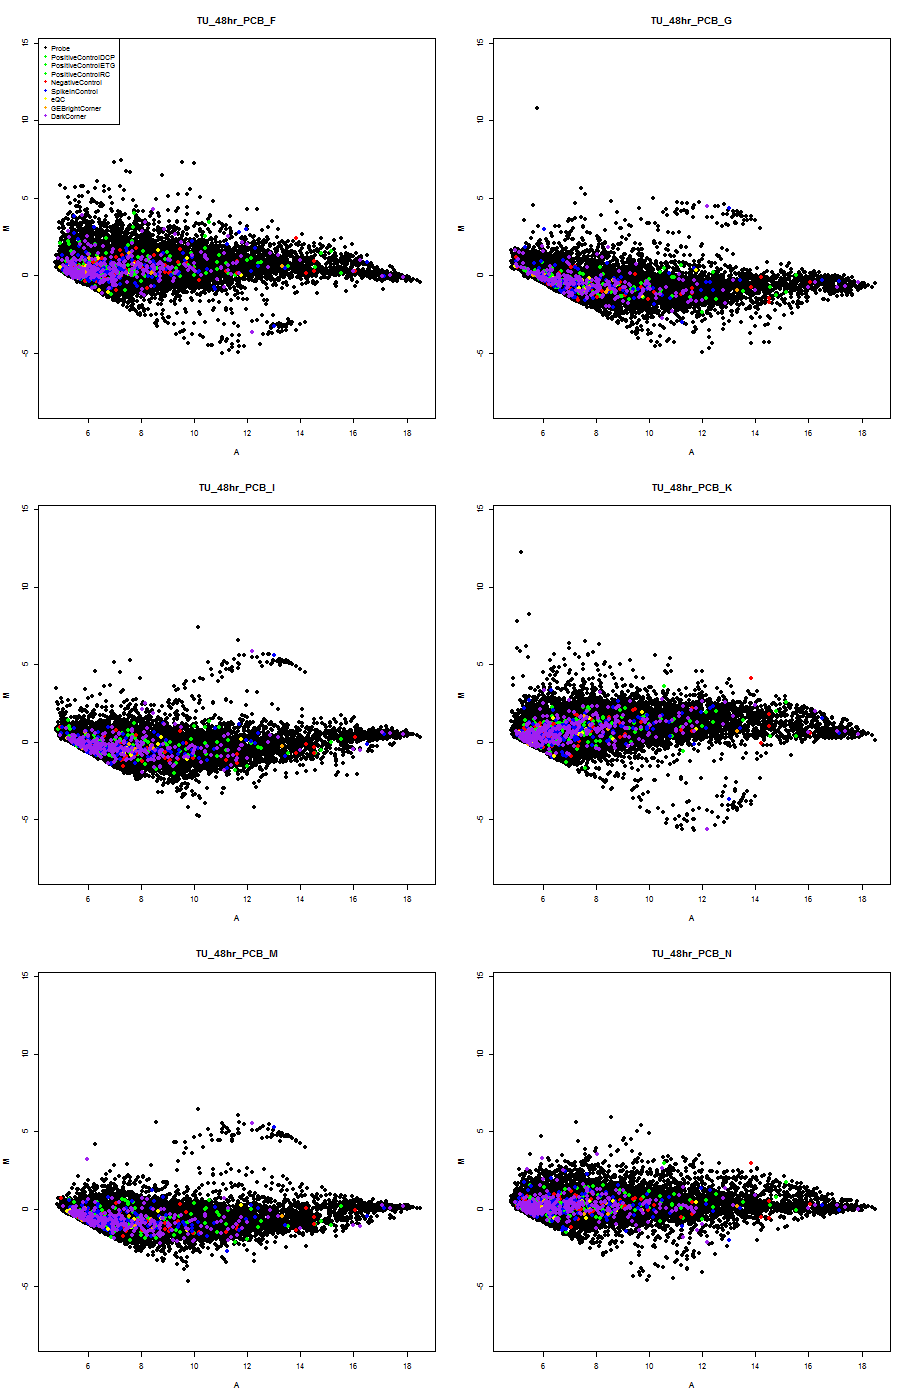 TU_48hr_PCB_F
TU_48hr_PCB_G
Probe
PositiveControlDCP
PositiveControlETG
PositiveControlRC
NegativeControl
SpikeInControl
eQC
GEBrightCorner
DarkCorner
15
10
5
0
-5
M
6 8 10 12 14 16 18
A
15
10
5
0
-5
M
6 8 10 12 14 16 18
A
TU_48hr_PCB_I
TU_48hr_PCB_K
15
10
5
0
-5
M
6 8 10 12 14 16 18
A
15
10
5
0
-5
M
6 8 10 12 14 16 18
A
TU_48hr_PCB_M
TU_48hr_PCB_N
15
10
5
0
-5
M
6 8 10 12 14 16 18
A
15
10
5
0
-5
M
6 8 10 12 14 16 18
A